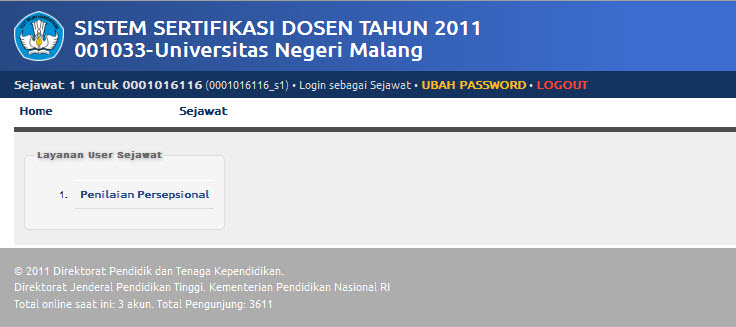 SISTEM SERTIFIKASI DOSEN TAHUN 2011
001033-Universitas Negeri Malang
Sejawat 1 untuk 0001016116 (0001016116_s1) • Login sebagai Sejawat • UBAH PASSWORD • LOGOUT
Home Sejawat
Layanan User Sejawat
1. Penilaian Persepsional
© 2011 Direktorat Pendidik dan Tenaga Kependidikan.
Direktorat Jenderal Pendidikan Tinggi. Kementerian Pendidikan Nasional RI
Total online saat ini: 3 akun. Total Pengunjung: 3611